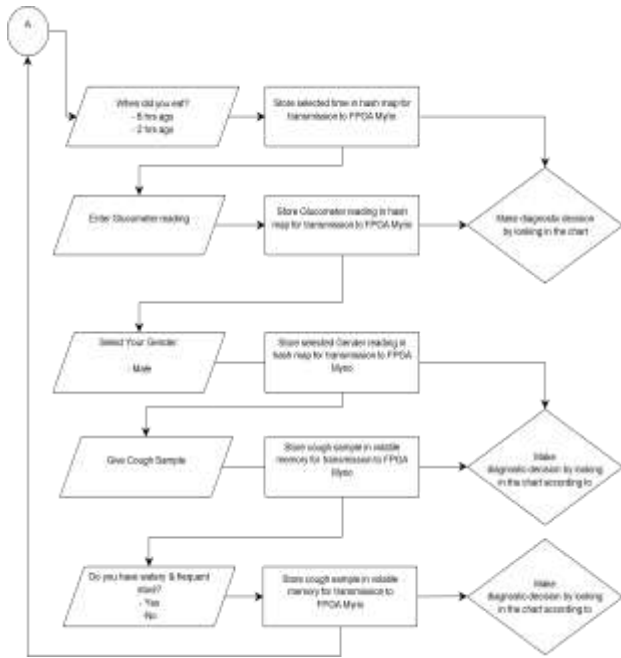 A
When did you eat?
- 8 hrs ago
- 2 hrs ago
Store selected time in hash map for
transmission to FPGA Myrio
Enter Glucometer reading
Store Glucometer reading in hash
map for transmission to FPGA Myrio
Make diagnostic decision
by looking in the chart
Select Your Gender
- Male
Store selected Gender reading in
hash map for transmission to FPGA
Myrio
Give Cough Sample
Store cough sample in volatile
memory for transmission to FPGA
Myrio
Make
diagnostic decision by looking
in the chart according to
Do you have watery & frequent
stool?
- Yes
-No
Store cough sample in volatile
memory for transmission to
FPGA Myrio
Make
diagnostic decision by looking
in the chart according to